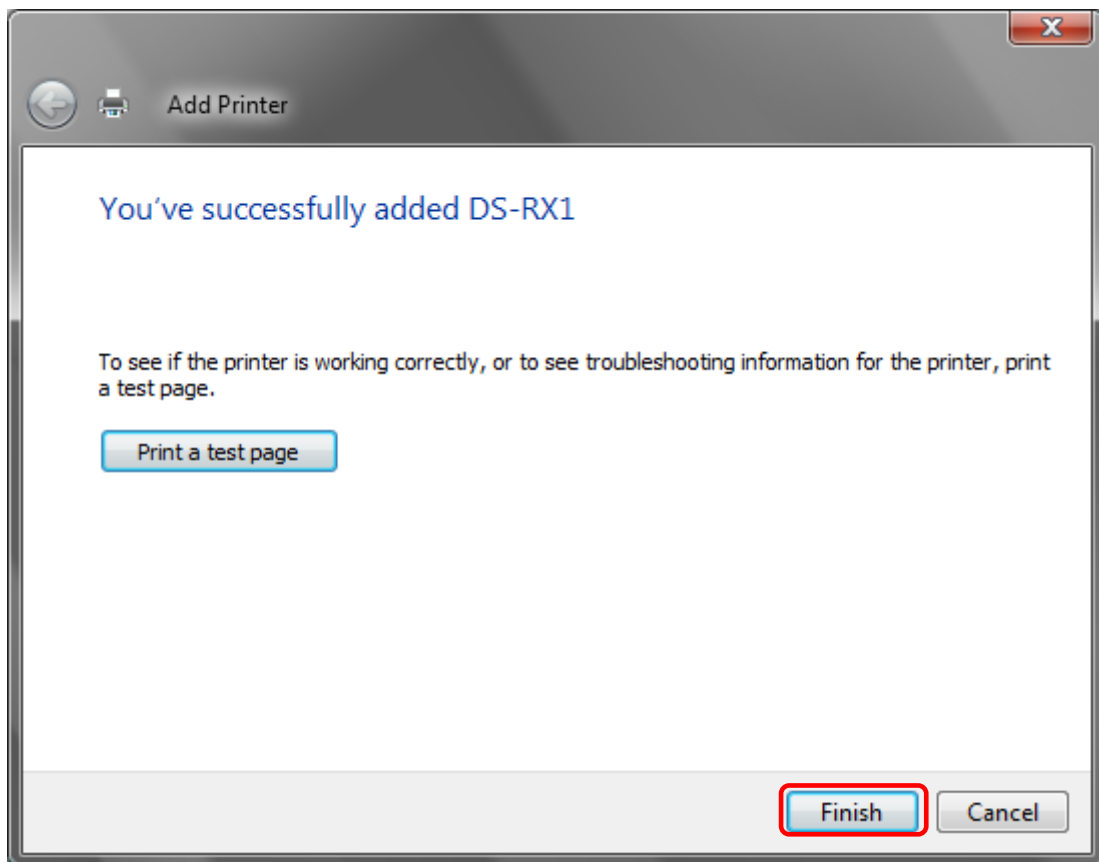 Add Printer
You’ve successfully added DS-RX1
To see if the printer is working correctly, or to see troubleshooting information for the printer, print
a test page.
Print a test page
Finish
Cancel